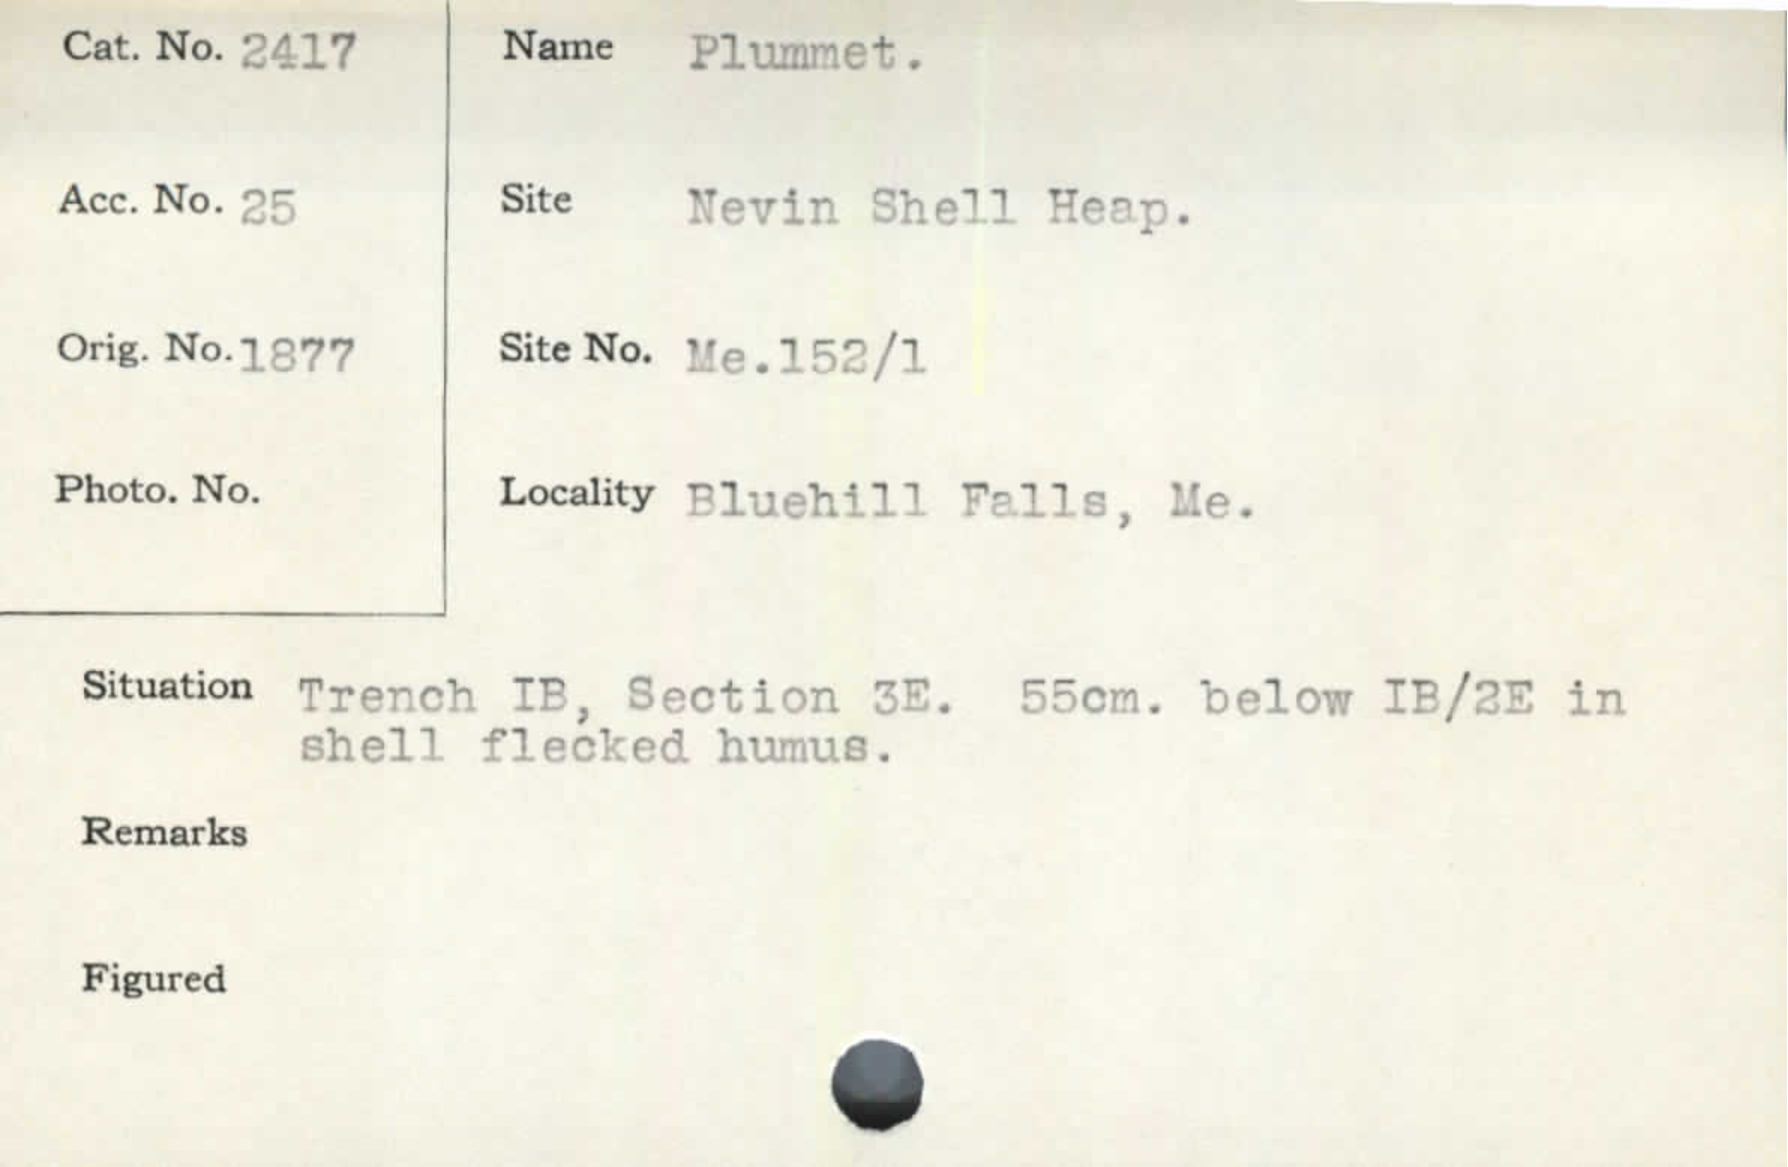 Cat. No. 2417
Name Plummet.
Acc. No. 25
Site Nevin Shell Heap.
Orig. No. 1877
Site No. Me.152/1
Photo. No.
Locality Bluehill Falls, Me.
Situation Trench IB, Section 3E. 55cm. below IB/2E in
shell flecked humus.
Remarks
Figured